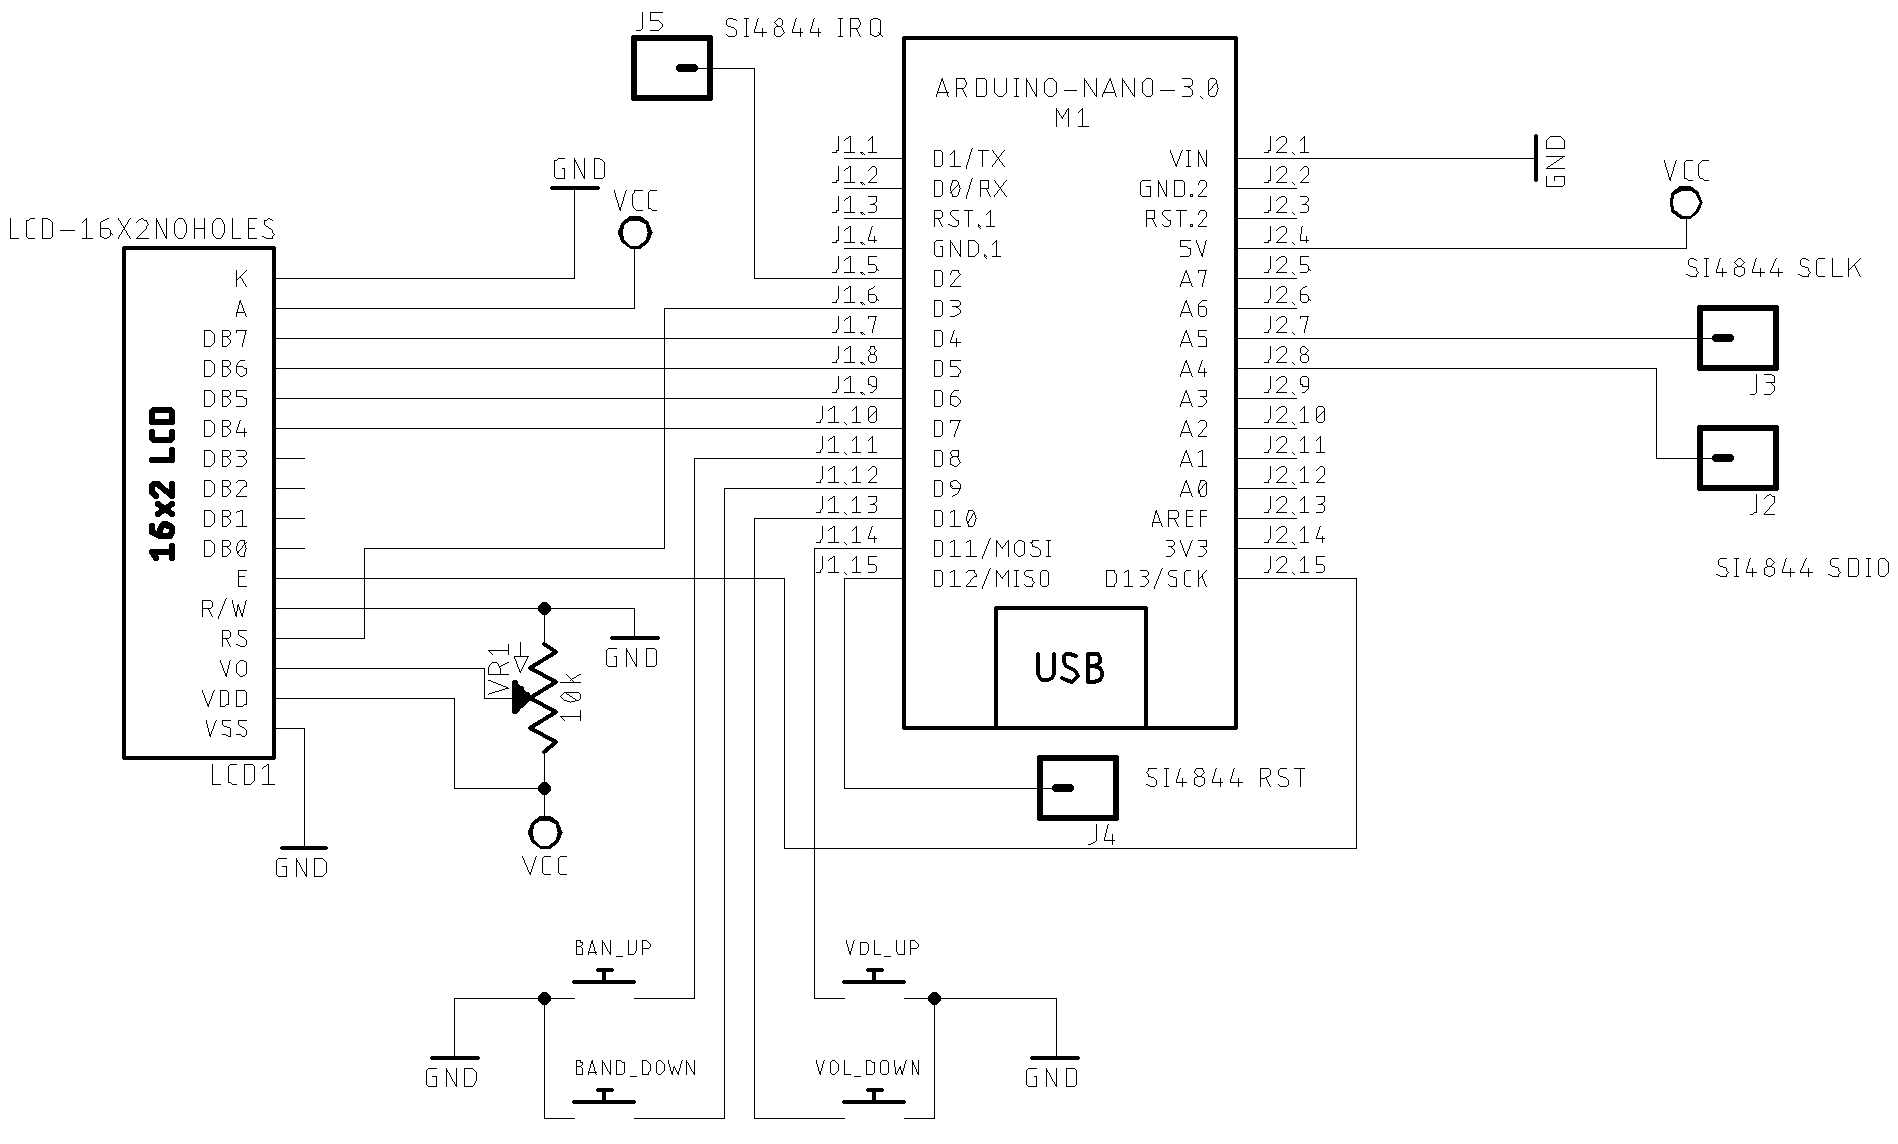 J5
SI4844 IRQ
ARDUINO-NANO-3.0
M1
J1.1
D1/TX
VIN
J2.1
GND
J1.2
D0/RX
GND.2
J2.2
J1.3
RST.1
RST.2
J2.3
J1.4
GND.1
5V
J2.4
VCC
J1.5
D2
A7
J2.5
J1.6
D3
A6
J2.6
J1.7
D4
A5
J2.7
J1.8
D5
A4
J2.8
J1.9
D6
A3
J2.9
J1.10
D7
A2
J2.10
J1.11
D8
A1
J2.11
J1.12
D9
A0
J2.12
J1.13
D10
AREF
J2.13
J1.14
D11/MOSI
3V3
J2.14
J1.15
D12/MISO
D13/SCK
J2.15
USB
SI4844 SCLK
J3
J2
SI4844 SDIO
SI4844 RST
J4
GND
VCC
LCD-16X2NOHOLES
16x2 LCD
K
A
DB7
DB6
DB5
DB4
DB3
DB2
DB1
DB0
E
R/W
RS
VO
VDD
VSS
LCD1
GND
VR1
10k
GND
VCC
BAN_UP
VOL_UP
GND
BAND_DOWN
VOL_DOWN
GND